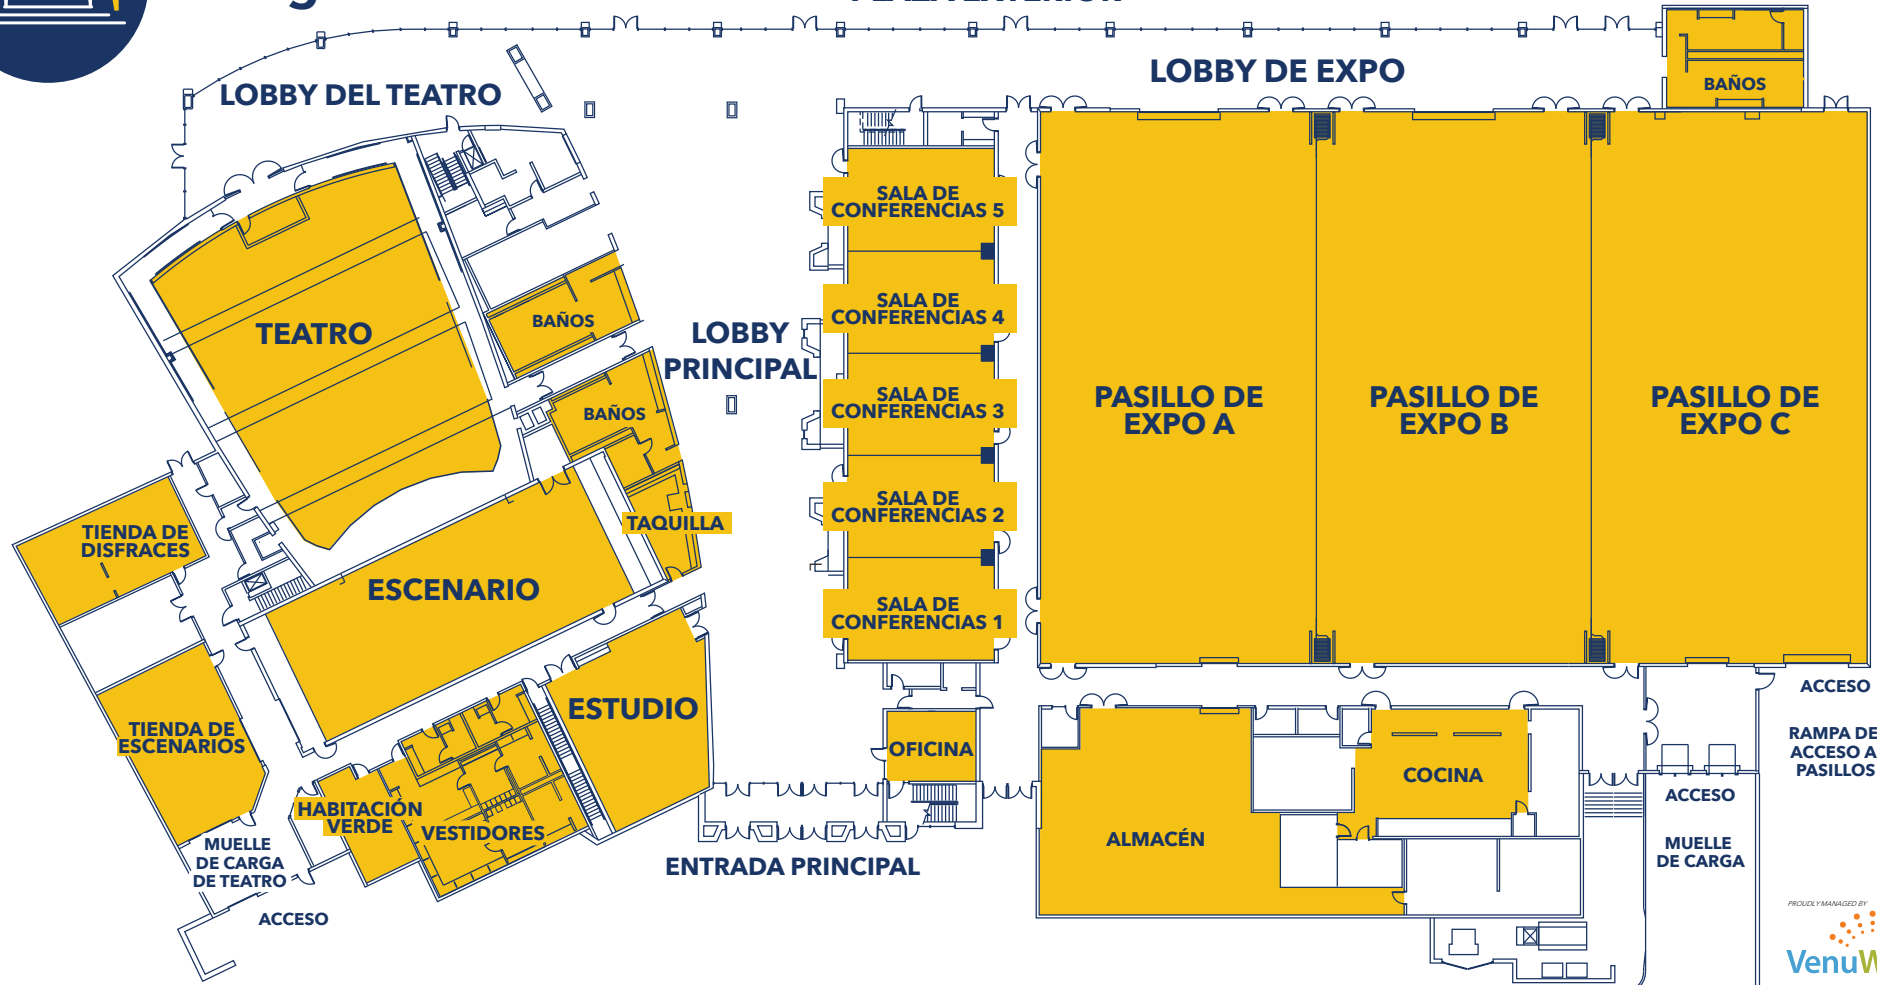 LOBBY DE EXPO
LOBBY DEL TEATRO
BAÑOS
SALA DE
CONFERENCIAS 5
SALA DE
CONFERENCIAS 4
TEATRO
BAÑOS
LOBBY
PRINCIPAL
SALA DE
CONFERENCIAS 3
PASILLO DE
EXPO A
PASILLO DE
EXPO B
PASILLO DE
EXPO C
BAÑOS
SALA DE
CONFERENCIAS 2
TAQUILLA
TIENDA DE
DISFRACES
ESCENARIO
SALA DE
CONFERENCIAS 1
ESTUDIO
TIENDA DE
ESCENARIOS
OFICINA
ACCESO
RAMPA DE
ACCESO A
PASILLOS
COCINA
ACCESO
HABITACIÓN
VERDE
VESTIDORES
ALMACÉN
MUELLE
DE CARGA
DE TEATRO
MUELLE
DE CARGA
ENTRADA PRINCIPAL
ACCESO
PROUDLY MANAGED BY
VenuW